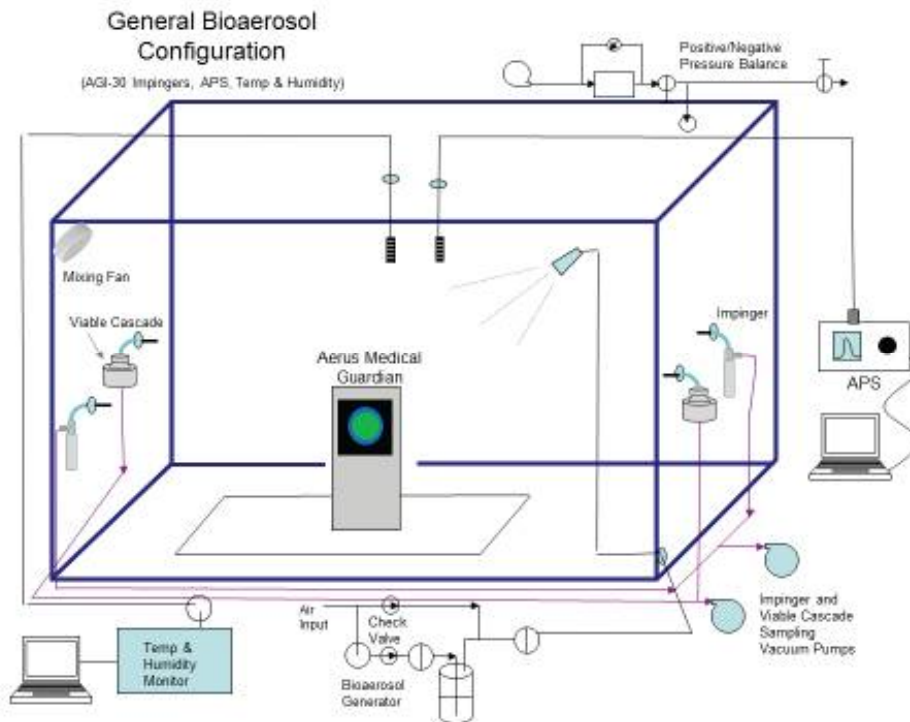 General Bioaerosol
Configuration
(AGI-30 Impingers, APS, Temp & Humidity)
Positive/Negative
Pressure Balance
Mixing Fan
Viable Cascade
Impinger
Aerus Medical
Guardian
APS
Air
Input
Check
Valve
Bioaerosol
Generator
Impinger and
Viable Cascade
Sampling
Vacuum Pumps
Temp &
Humidity
Monitor